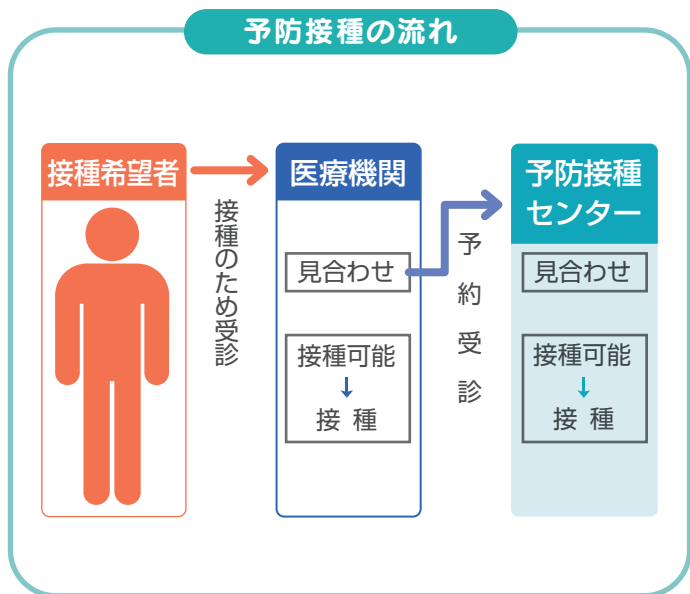 予防接種の流れ
接種希望者
接種のため受診
医療機関
見合わせ
接種可能
↓
接種
予約受診
予防接種
センター
見合わせ
接種可能
↓
接種